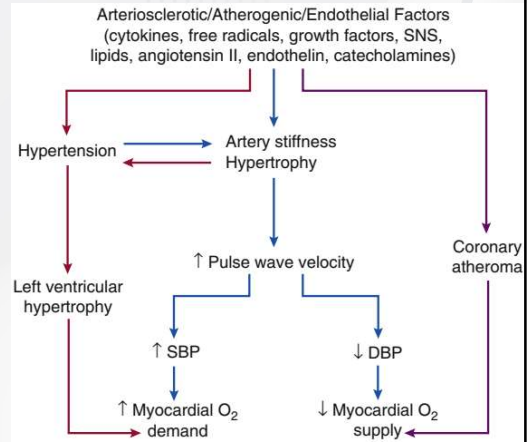 Arteriosclerotic/Atherogenic/Endothelial Factors
(cytokines, free radicals, growth factors, SNS,
lipids, angiotensin II, endothelin, catecholamines)
Hypertension
Artery stiffness
Hypertrophy
↑ Pulse wave velocity
Coronary
atheroma
Left ventricular
hypertrophy
↑ SBP
↓ DBP
↑ Myocardial O₂
demand
↓ Myocardial O₂
supply